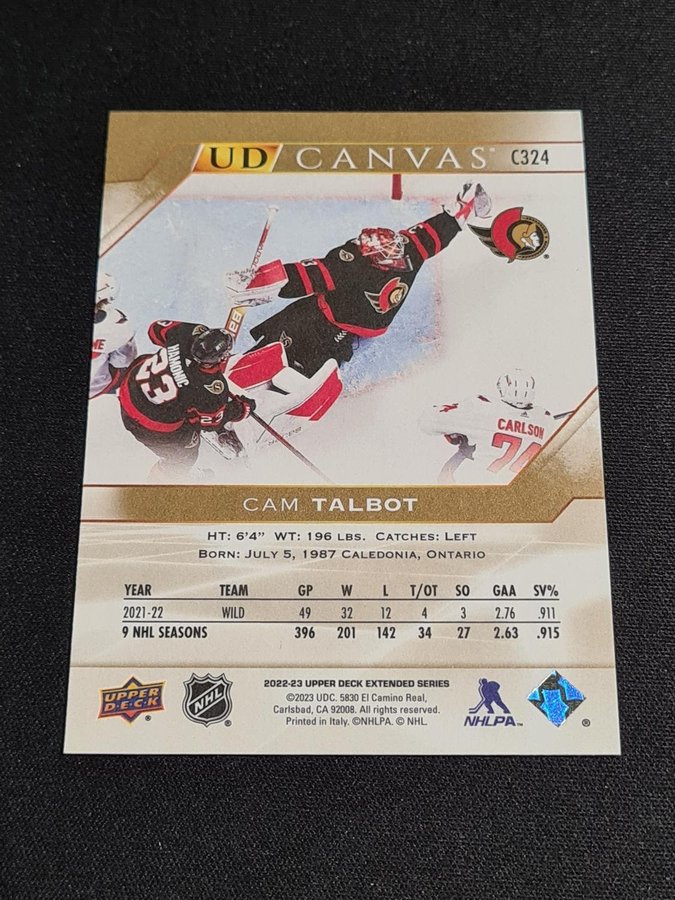 UD CANVAS C324
HAMONIC
23
23
CARLSON
CAM TALBOT
HT: 6'4" WT: 196 LBS. CATCHES: LEFT
BORN: JULY 5, 1987 CALEDONIA, ONTARIO
YEAR TEAM GP W L T/OT SO GAA SV%
2021-22 WILD 49 32 12 4 3 2.76 .911
9 NHL SEASONS 396 201 142 34 27 2.63 .915
2022-23 UPPER DECK EXTENDED SERIES
©2023 UDC. 5830 El Camino Real,
Carlsbad, CA 92008. All rights reserved.
Printed in Italy. ©NHLPA. © NHL.
UPPER
DECK
®
NHL
®
NHLPA™
®